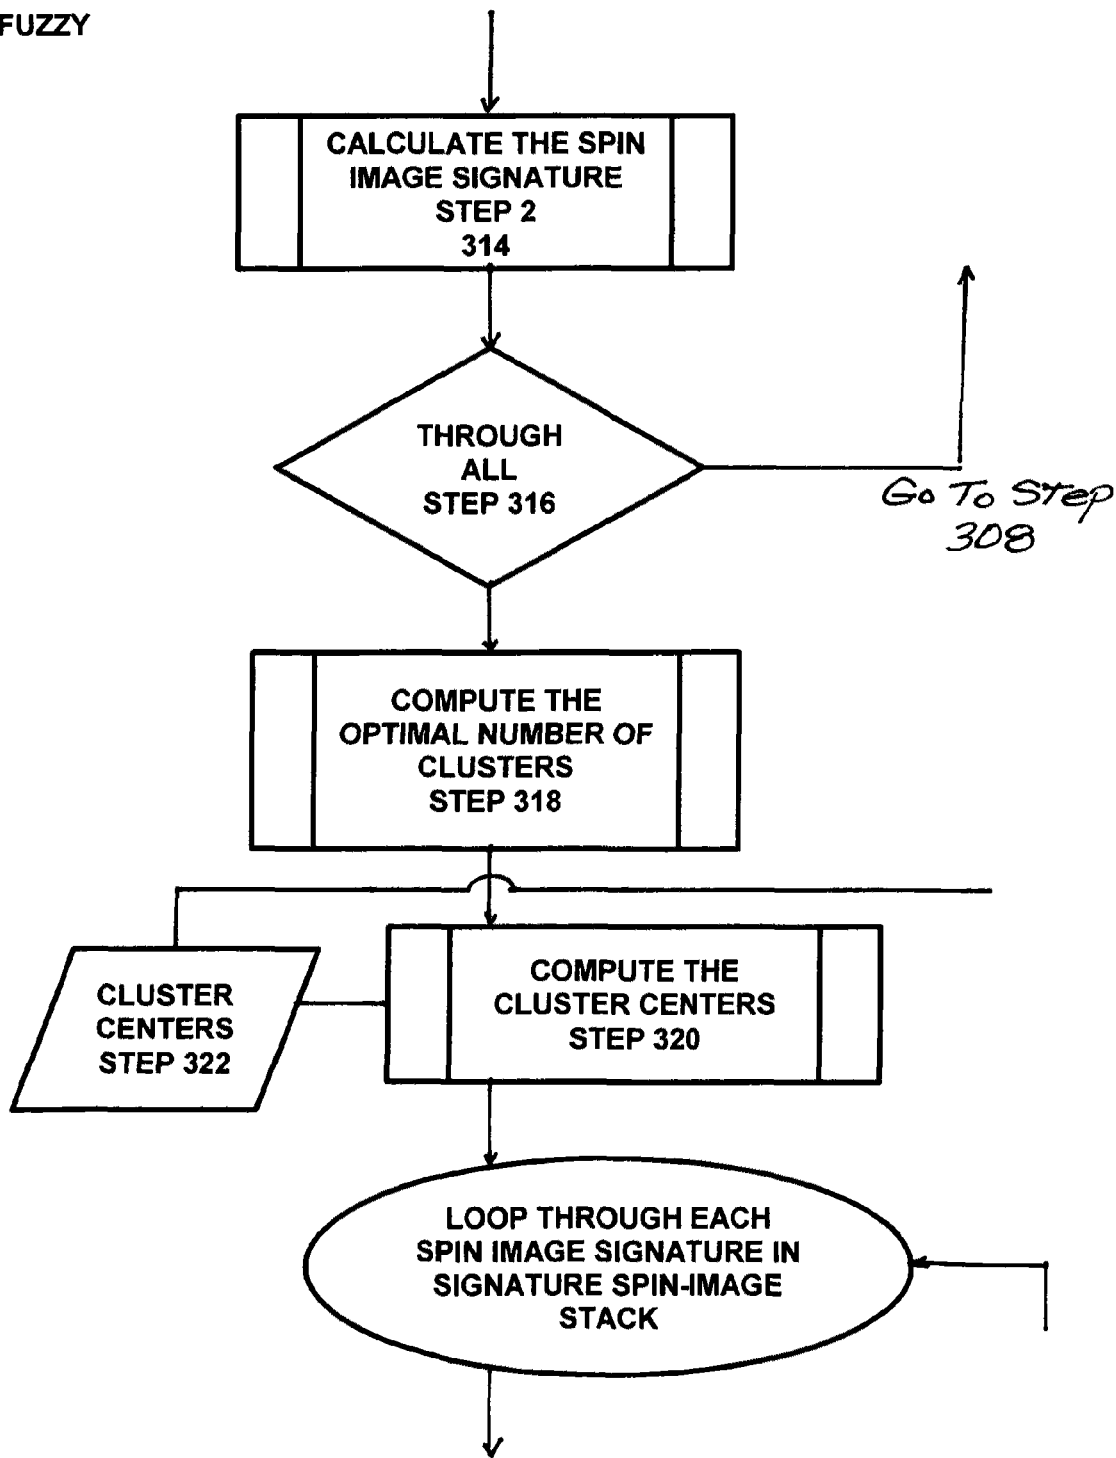 FUZZY
CALCULATE THE SPIN
IMAGE SIGNATURE
STEP 2
314
THROUGH
ALL
STEP 316
Go To Step
308
COMPUTE THE
OPTIMAL NUMBER OF
CLUSTERS
STEP 318
CLUSTER
CENTERS
STEP 322
COMPUTE THE
CLUSTER CENTERS
STEP 320
LOOP THROUGH EACH
SPIN IMAGE SIGNATURE IN
SIGNATURE SPIN-IMAGE
STACK